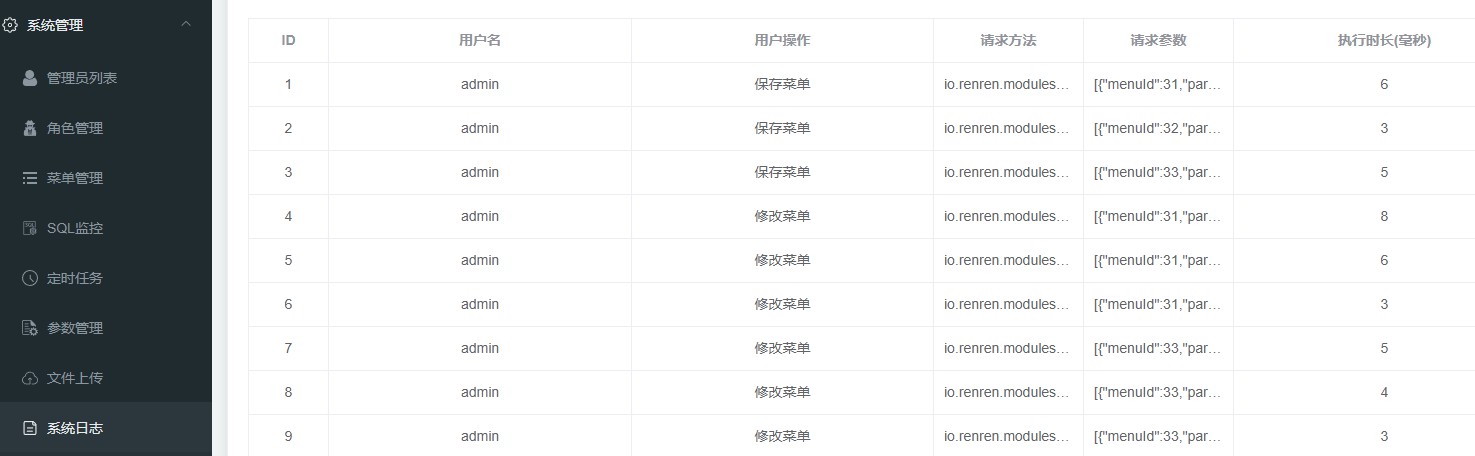 系统管理
管理员列表
角色管理
菜单管理
SQL监控
定时任务
参数管理
文件上传
系统日志
ID 用户名 用户操作 请求方法 请求参数 执行时长(毫秒)
1 admin 保存菜单 io.renren.modules... [{"menuId":31,"par... 6
2 admin 保存菜单 io.renren.modules... [{"menuId":32,"par... 3
3 admin 保存菜单 io.renren.modules... [{"menuId":33,"par... 5
4 admin 修改菜单 io.renren.modules... [{"menuId":31,"par... 8
5 admin 修改菜单 io.renren.modules... [{"menuId":31,"par... 6
6 admin 修改菜单 io.renren.modules... [{"menuId":31,"par... 3
7 admin 修改菜单 io.renren.modules... [{"menuId":33,"par... 5
8 admin 修改菜单 io.renren.modules... [{"menuId":33,"par... 4
9 admin 修改菜单 io.renren.modules... [{"menuId":33,"par... 3